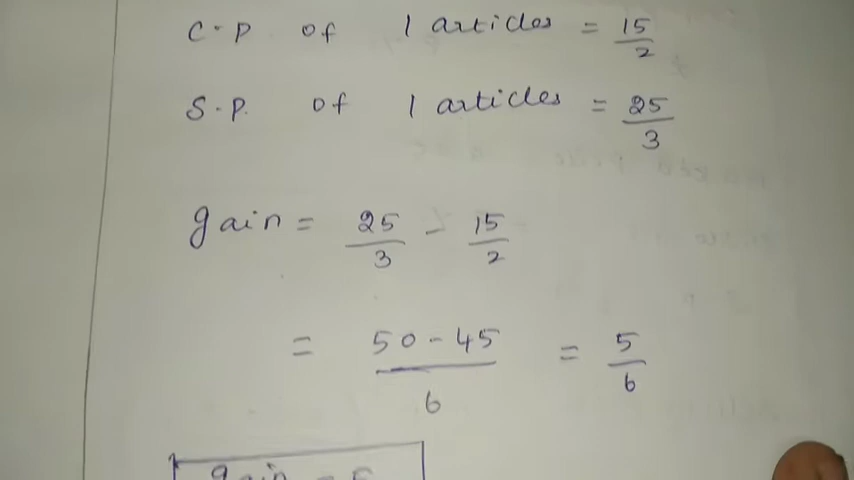 C.P of 1 articles = 15/2
S.P. of 1 articles = 25/3
gain = 25/3 - 15/2
= 50-45/6 = 5/6
gain =